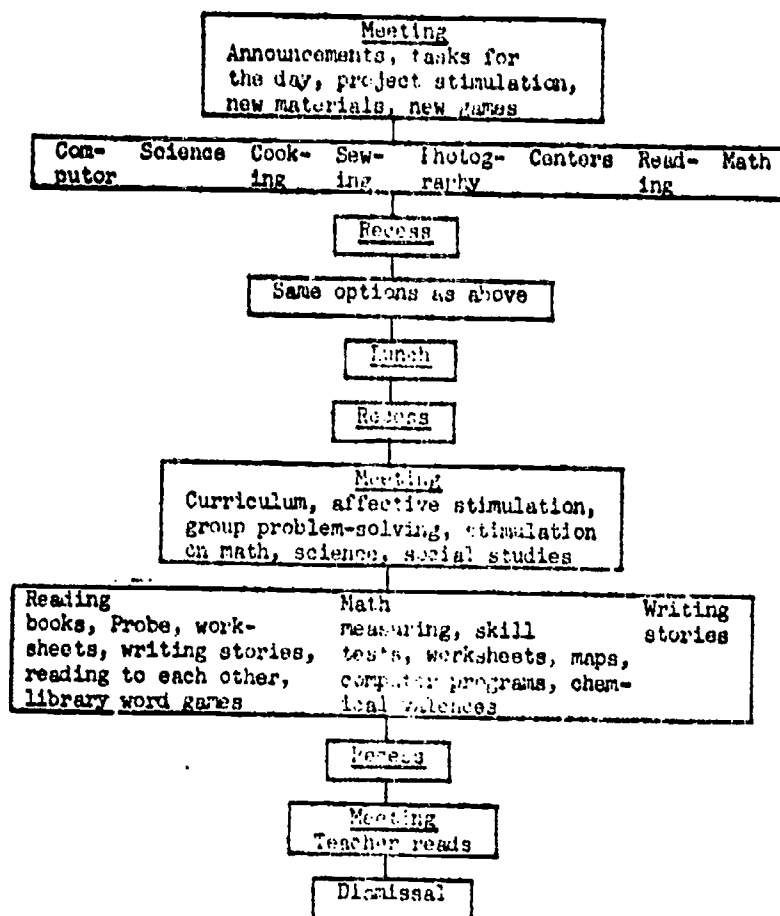 Meeting
Announcements, tasks for
the day, project stimulation,
new materials, new games
Com- Science Cook- Sew- Photog- Centers Read- Math
putor ing ing raphy ing
Recess
Same options as above
Lunch
Recess
Meeting
Curriculum, affective stimulation,
group problem-solving, stimulation
on math, science, social studies
Reading Math Writing
books, Probe, work- measuring, skill stories
sheets, writing stories, tests, worksheets, maps,
reading to each other, computer programs, chem-
library word games ical valences
Recess
Meeting
Teacher reads
Dismissal